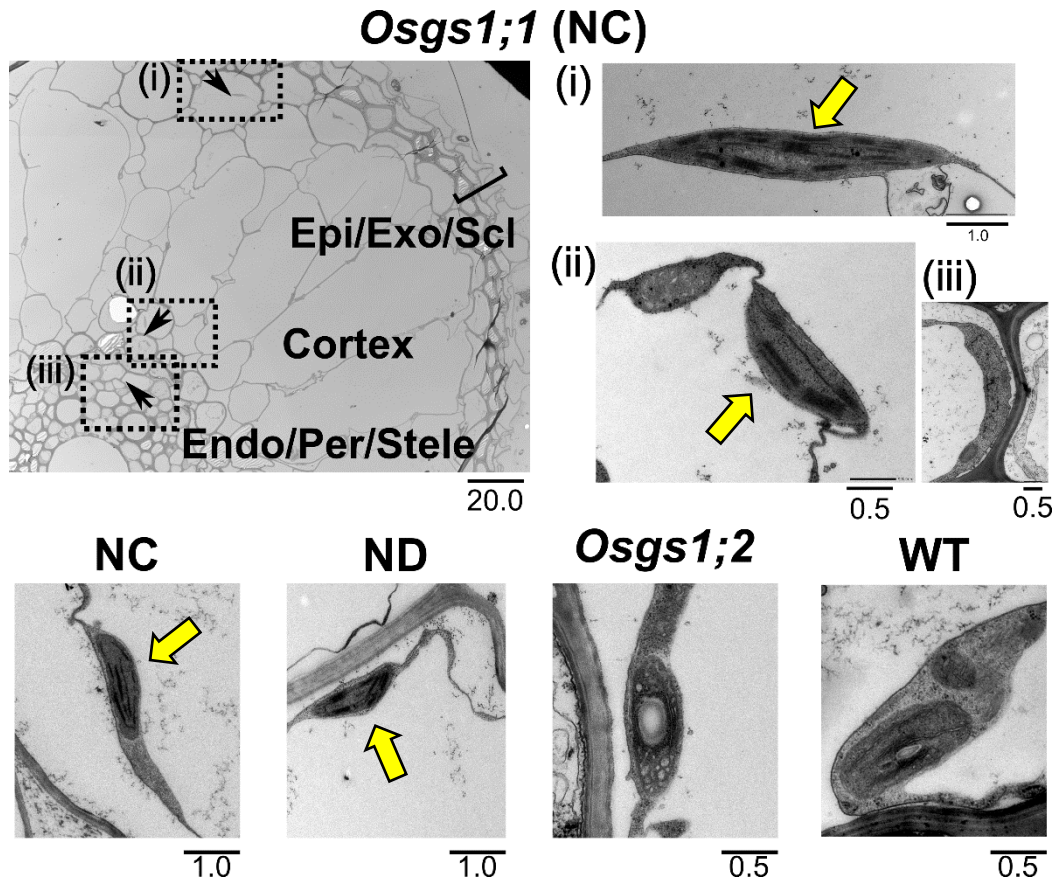 Osgs1;1 (NC)
(i)
(ii)
(iii)
Epi/Exo/Scl
Cortex
Endo/Per/Stele
20.0
(i)
1.0
(ii)
0.5
(iii)
0.5
NC
1.0
ND
1.0
Osgs1;2
0.5
WT
0.5